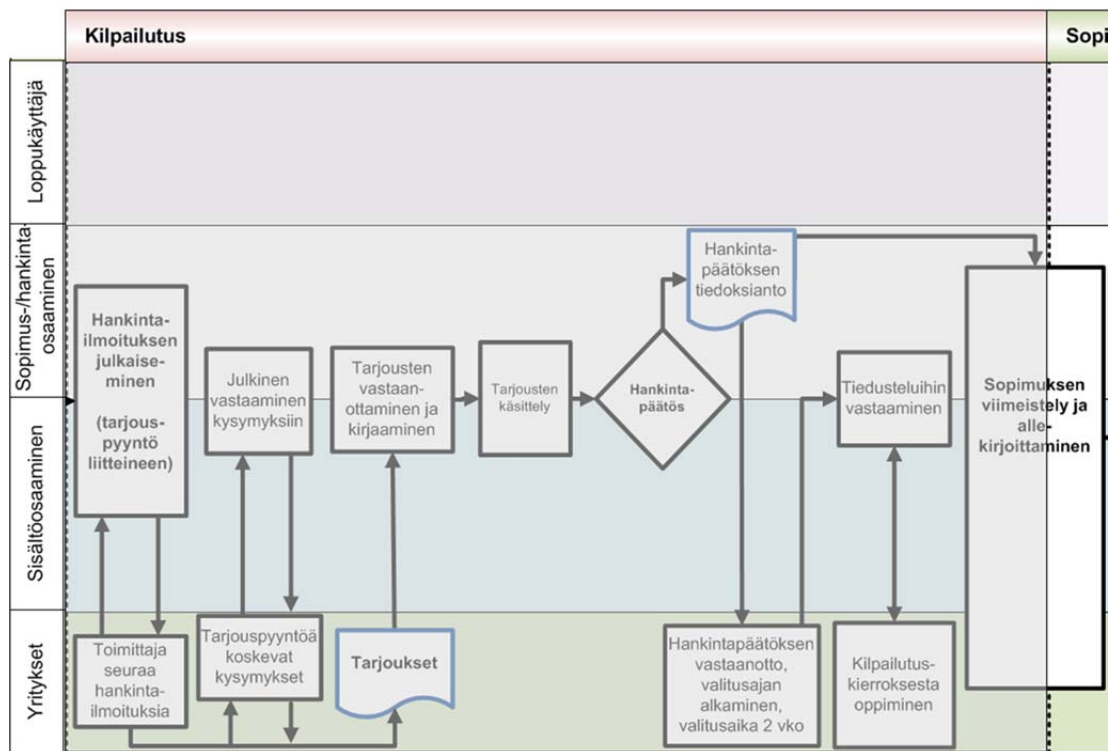 Kilpailutus
Sopi
Loppukäyttäjä
Sopimus-/hankinta-
osaaminen
Sisältöosaaminen
Yritykset
Hankinta-
ilmoituksen
julkaise-
minen
(tarjous-
pyyntö
liitteineen)
Julkinen
vastaaminen
kysymyksiin
Tarjousten
vastaan-
ottaminen ja
kirjaaminen
Tarjousten
käsittely
Hankinta-
päätös
Hankinta-
päätöksen
tiedoksianto
Tiedusteluihin
vastaaminen
Sopimuksen
viimeistely ja
alle-
kirjoittaminen
Toimittaja
seuraa
hankinta-
ilmoituksia
Tarjouspyyntöä
koskevat
kysymykset
Tarjoukset
Hankintapäätöksen
vastaanotto,
valitusajan
alkaminen,
valitusaika 2 vko
Kilpailutus-
kierroksesta
oppiminen